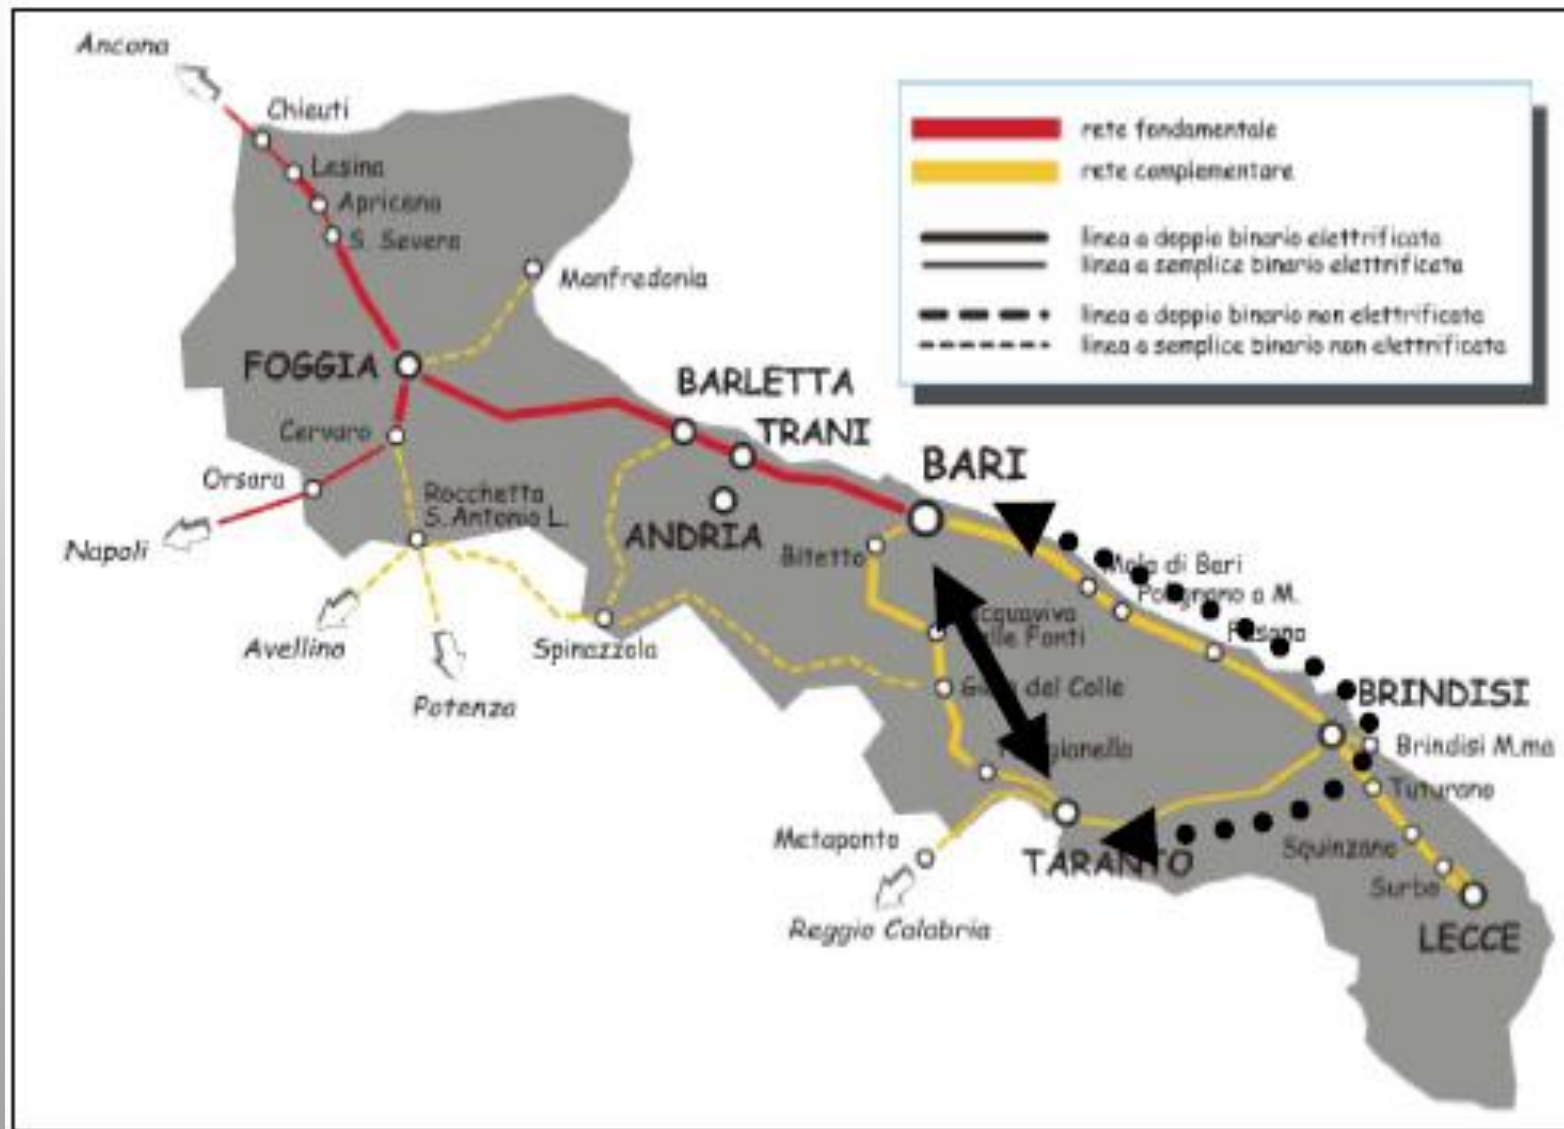 Ancona
Chieuti
Lesina
Apricena
S. Severo
Manfredonia
FOGGIA
Cervaro
Orsara
Napoli
Rocchetta
S. Antonio L.
Avellino
Potenza
Spinazzola
BARLETTA
TRANI
ANDRIA
BARI
Bitetto
Mola di Bari
Polignano a M.
Fasano
del Colle
BRINDISI
Brindisi M.ma
Tuturano
Squinzano
Surbo
LECCE
TARANTO
Metaponto
Reggio Calabria
rete fondamentale
rete complementare
linea a doppio binario elettrificata
linea a semplice binario elettrificata
linea a doppio binario non elettrificata
linea a semplice binario non elettrificata